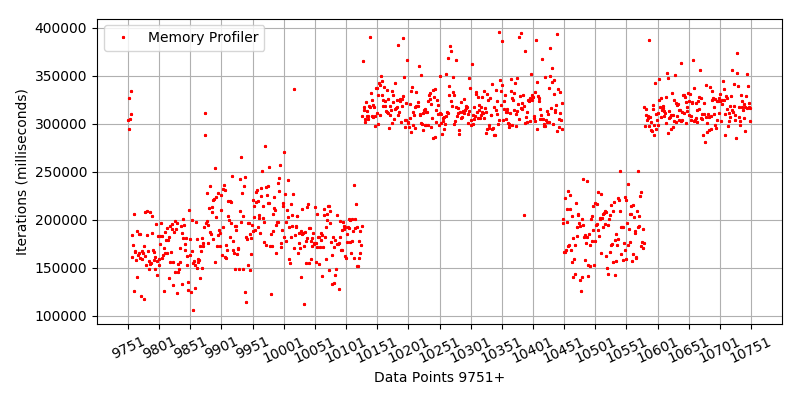 400000
350000
300000
250000
200000
150000
100000
Iterations (milliseconds)
Memory Profiler
9751 9801 9851 9901 9951 10001 10051 10101 10151 10201 10251 10301 10351 10401 10451 10501 10551 10601 10651 10701 10751
Data Points 9751+